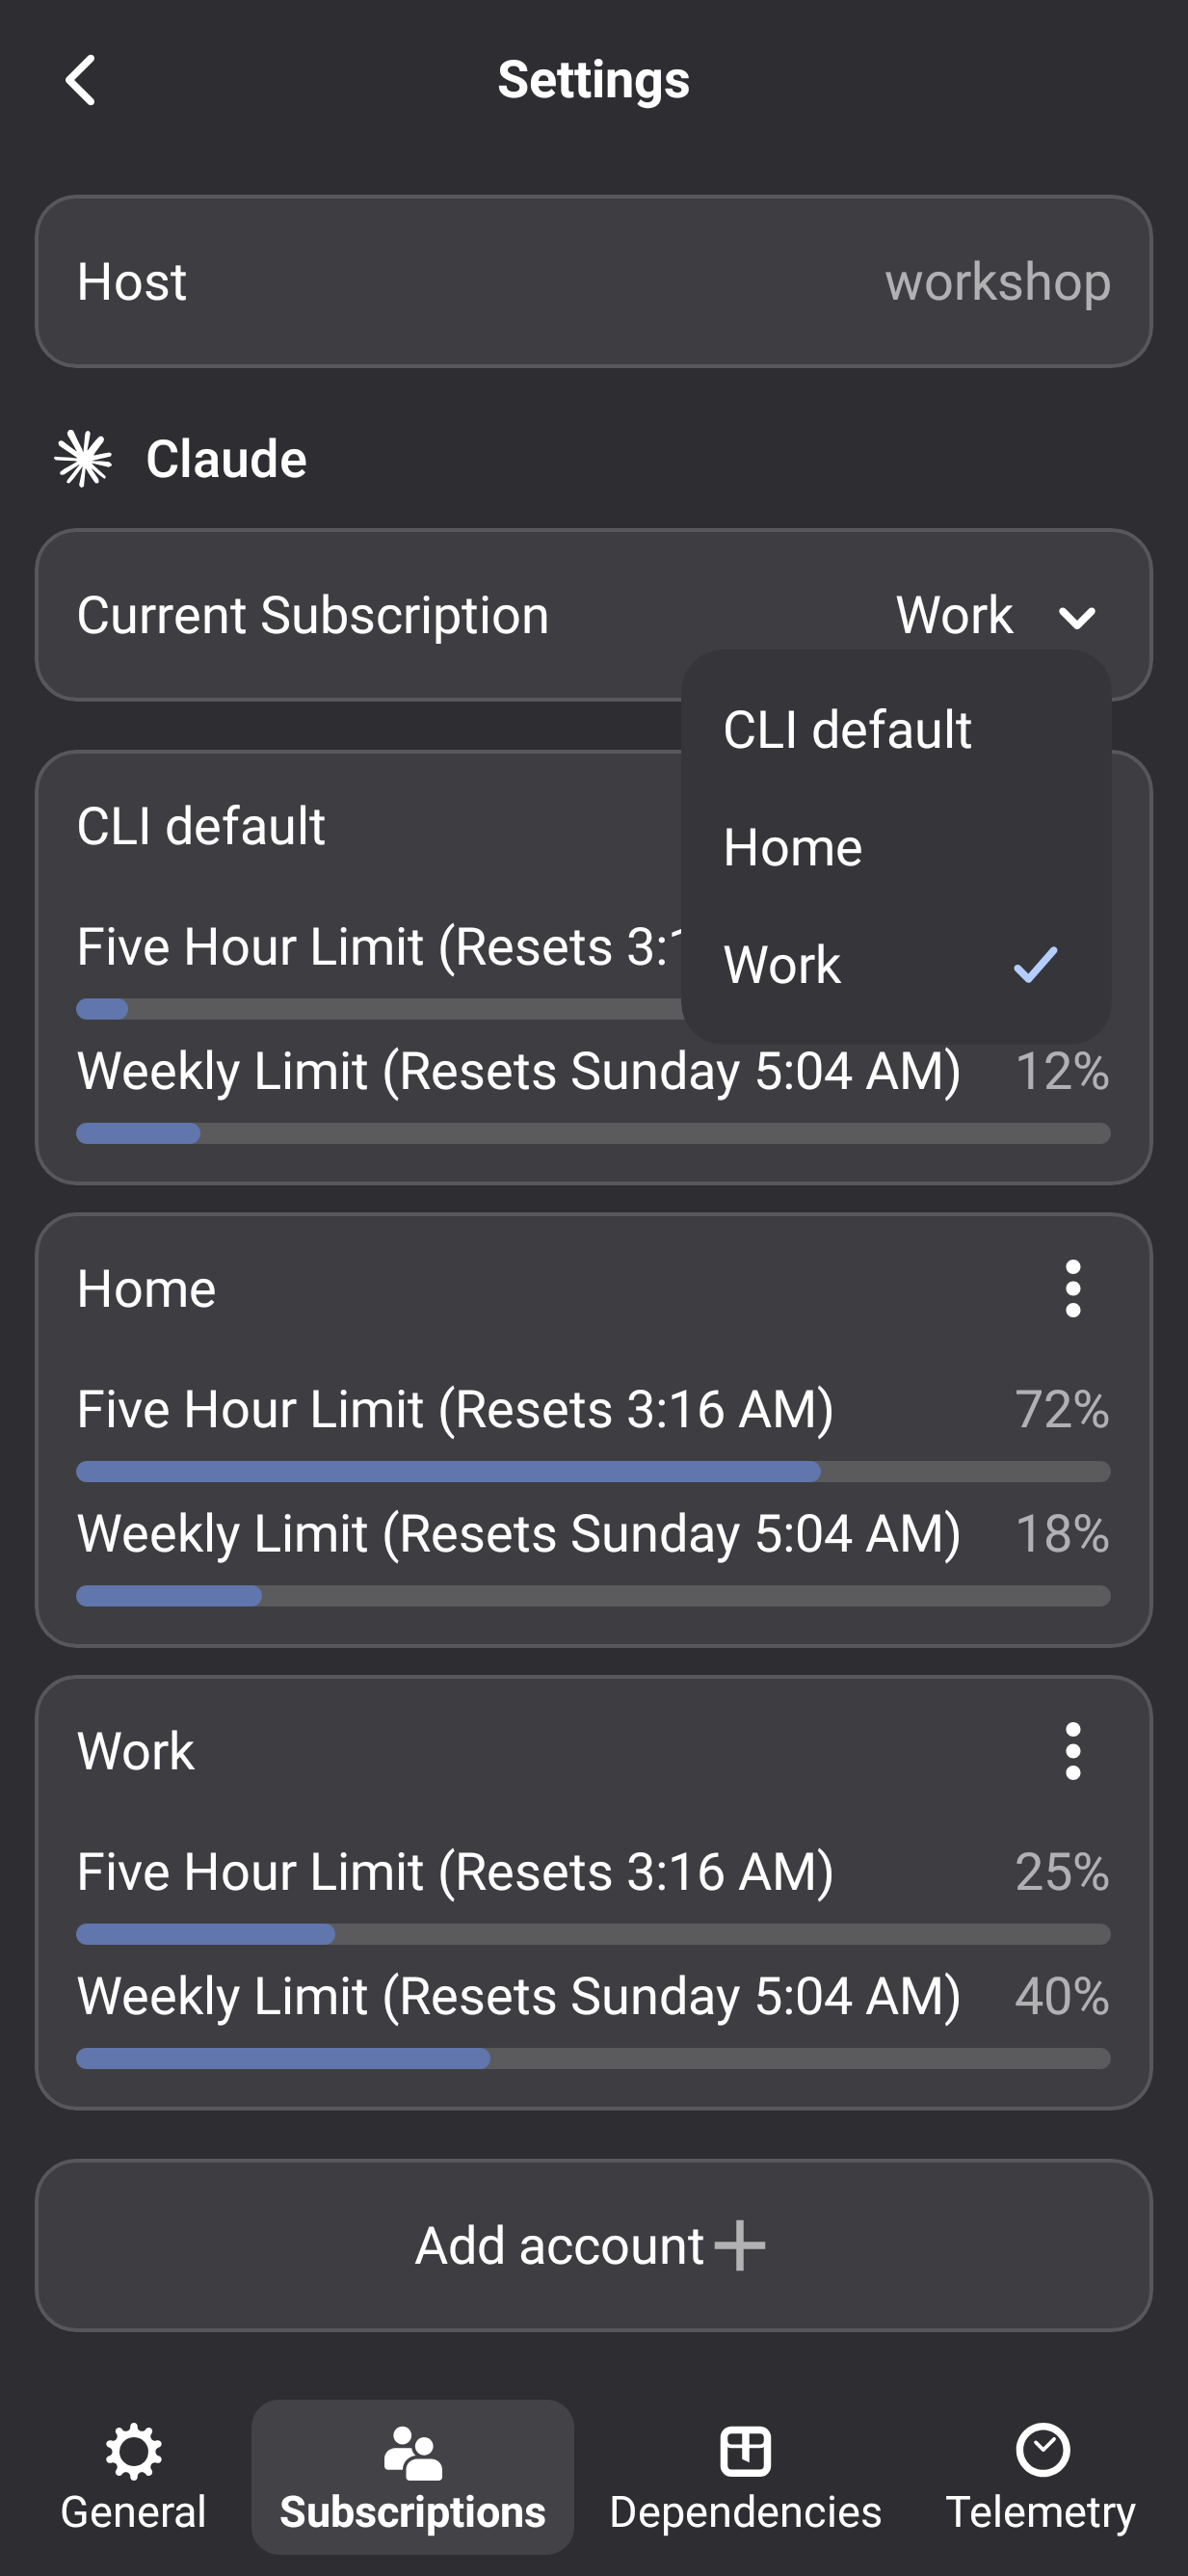 Settings
Host workshop
Claude
Current Subscription Work
CLI default
Home
Work
CLI default
Five Hour Limit (Resets
Weekly Limit (Resets Sunday 5:04 AM) 12%
Home
Five Hour Limit (Resets 3:16 AM) 72%
Weekly Limit (Resets Sunday 5:04 AM) 18%
Work
Five Hour Limit (Resets 3:16 AM) 25%
Weekly Limit (Resets Sunday 5:04 AM) 40%
Add account
General Subscriptions Dependencies Telemetry